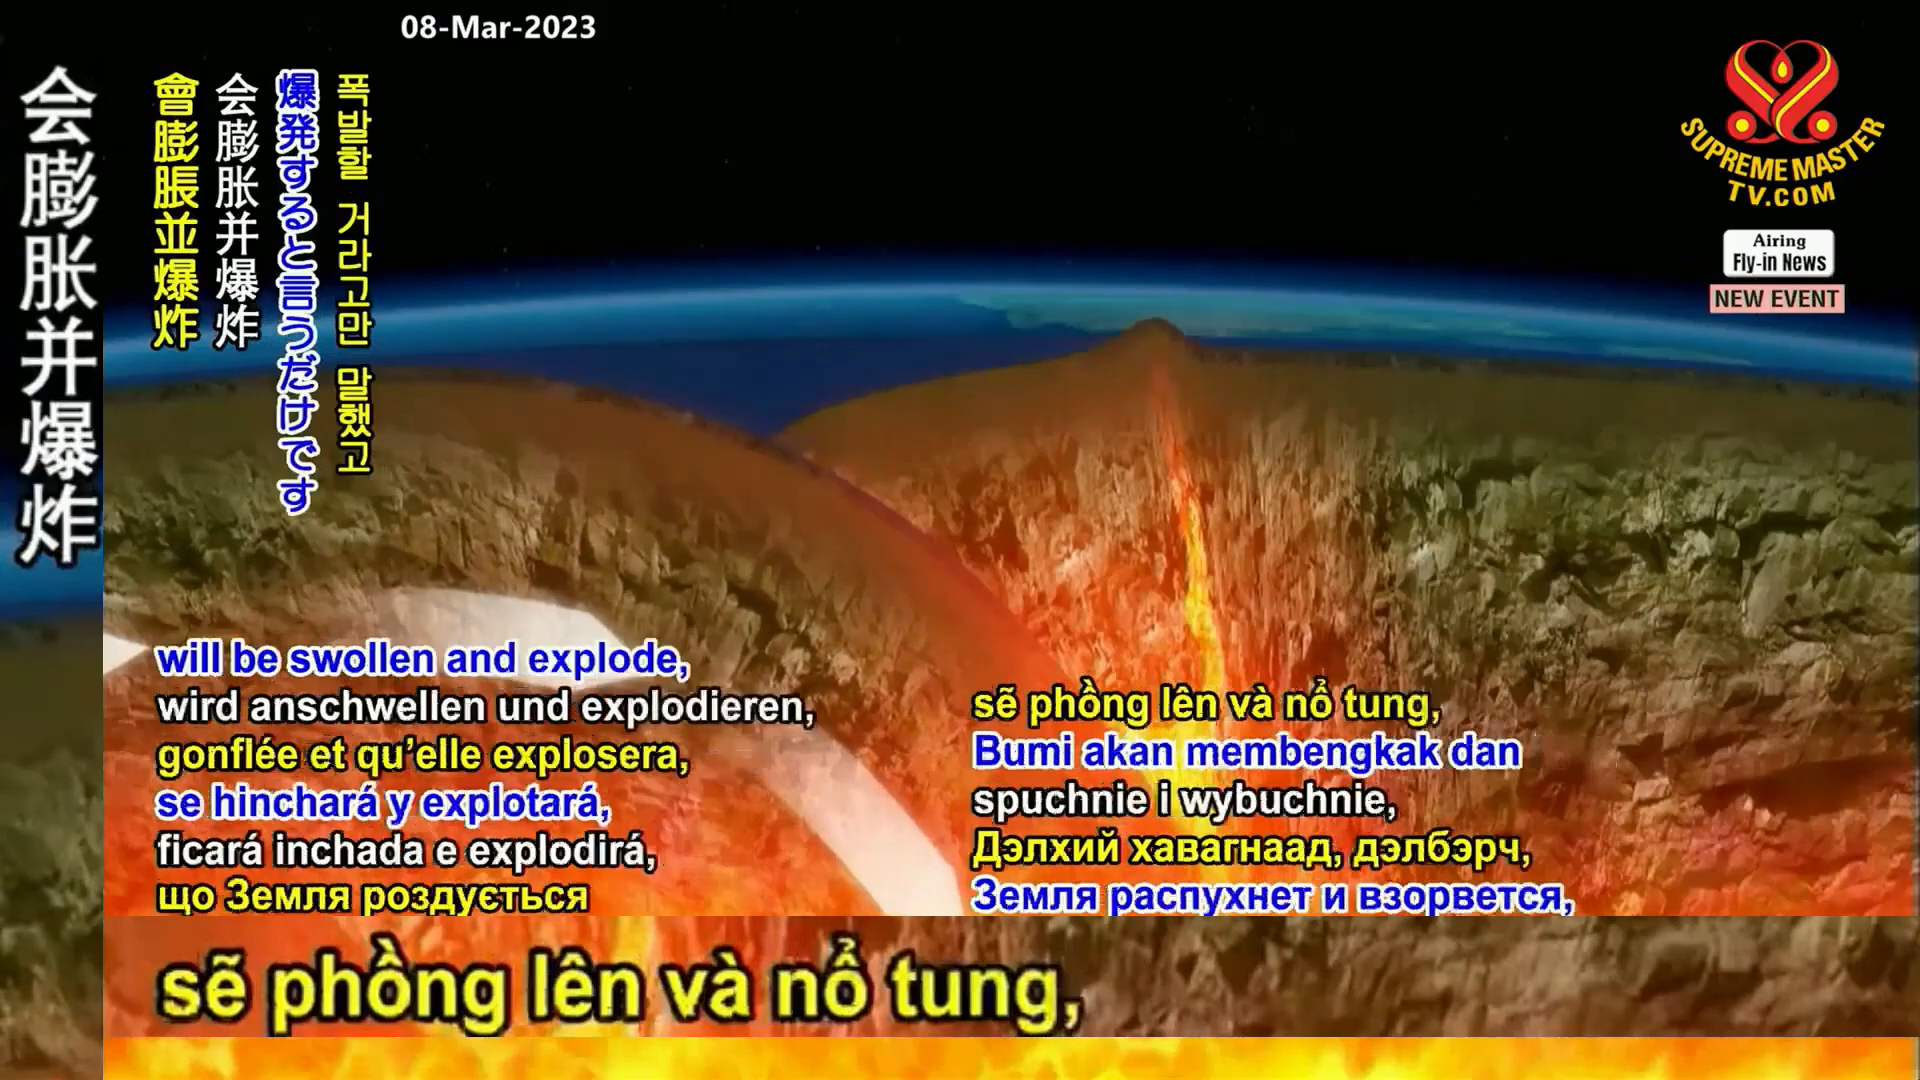 08-Mar-2023
会膨胀并爆炸
會膨脹並爆炸
会膨胀并爆炸
爆発すると言うだけです
폭발할 거라고만 말했고
SUPREME MASTER
TV.COM
Airing
Fly-in News
NEW EVENT
will be swollen and explode,
wird anschwellen und explodieren,
gonflée et qu’elle explosera,
se hinchará y explotará,
ficará inchada e explodirá,
що Земля роздується
sẽ phồng lên và nổ tung,
Bumi akan membengkak dan
spuchnie i wybuchnie,
Дэлхий хавагнаад, дэлбэрч,
Земля распухнет и взорвется,
sẽ phồng lên và nổ tung,